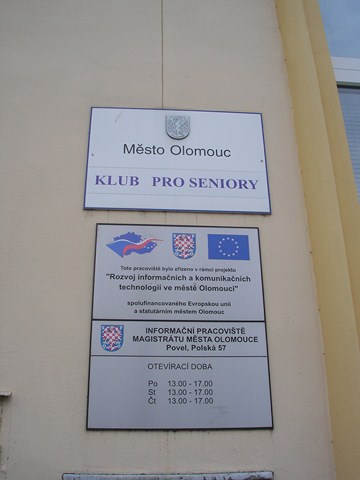 Město Olomouc
KLUB PRO SENIORY
Toto pracoviště bylo zřízeno v rámci projektu
"Rozvoj informačních a komunikačních
technologií ve městě Olomouci"
spolufinancovaného Evropskou unií
a statutárním městem Olomouc
INFORMAČNÍ PRACOVIŠTĚ
MAGISTRÁTU MĚSTA OLOMOUCE
Povel, Polská 57
OTEVÍRACÍ DOBA
Po 13.00 - 17.00
St 13.00 - 17.00
Čt 13.00 - 17.00